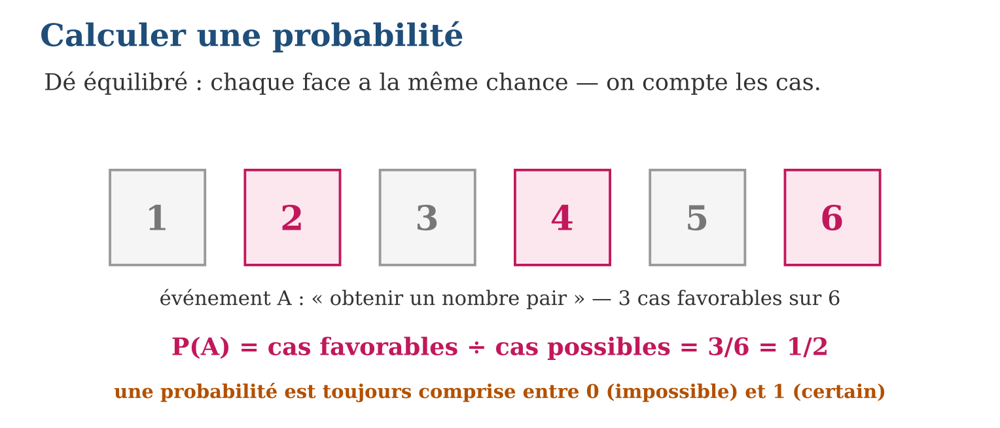 Calculer une probabilité
Dé équilibré : chaque face a la même chance — on compte les cas.
1 2 3 4 5 6
événement A : « obtenir un nombre pair » — 3 cas favorables sur 6
P(A) = cas favorables ÷ cas possibles = 3/6 = 1/2
une probabilité est toujours comprise entre 0 (impossible) et 1 (certain)